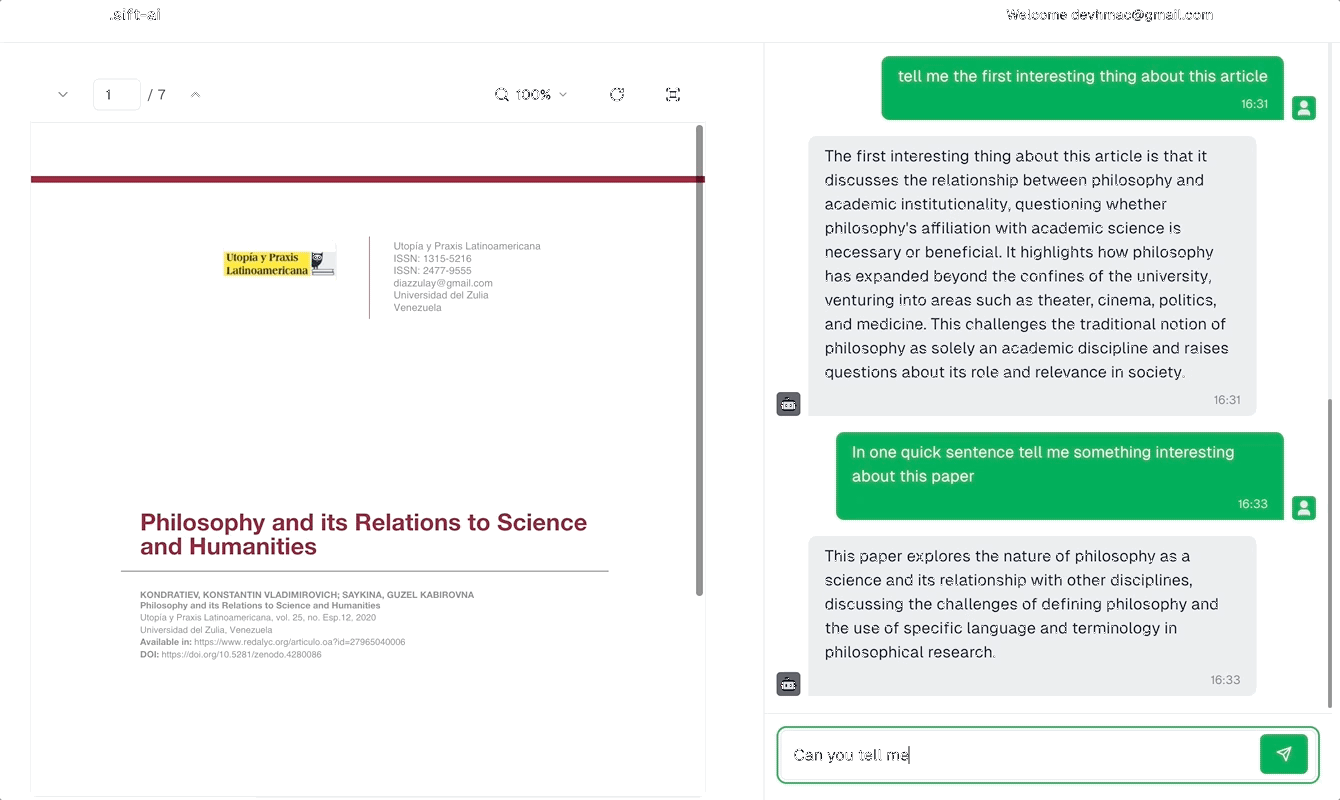 .sift-ai
Welcome devhmac@gmail.com
1 / 7
100%
Utopía y Praxis
Latinoamericana
Utopía y Praxis Latinoamericana
ISSN: 1315-5216
ISSN: 2477-9555
diazzulay@gmail.com
Universidad del Zulia
Venezuela
Philosophy and its Relations to Science
and Humanities
KONDRATIEV, KONSTANTIN VLADIMIROVICH; SAYKINA, GUZEL KABIROVNA
Philosophy and its Relations to Science and Humanities
Utopía y Praxis Latinoamericana, vol. 25, no. Esp.12, 2020
Universidad del Zulia, Venezuela
Available in: https://www.redalyc.org/articulo.oa?id=27965040006
DOI: https://doi.org/10.5281/zenodo.4280086
tell me the first interesting thing about this article
16:31
The first interesting thing about this article is that it
discusses the relationship between philosophy and
academic institutionality, questioning whether
philosophy's affiliation with academic science is
necessary or beneficial. It highlights how philosophy
has expanded beyond the confines of the university,
venturing into areas such as theater, cinema, politics,
and medicine. This challenges the traditional notion of
philosophy as solely an academic discipline and raises
questions about its role and relevance in society.
16:31
In one quick sentence tell me something interesting
about this paper
16:33
This paper explores the nature of philosophy as a
science and its relationship with other disciplines,
discussing the challenges of defining philosophy and
the use of specific language and terminology in
philosophical research.
16:33
Can you tell me